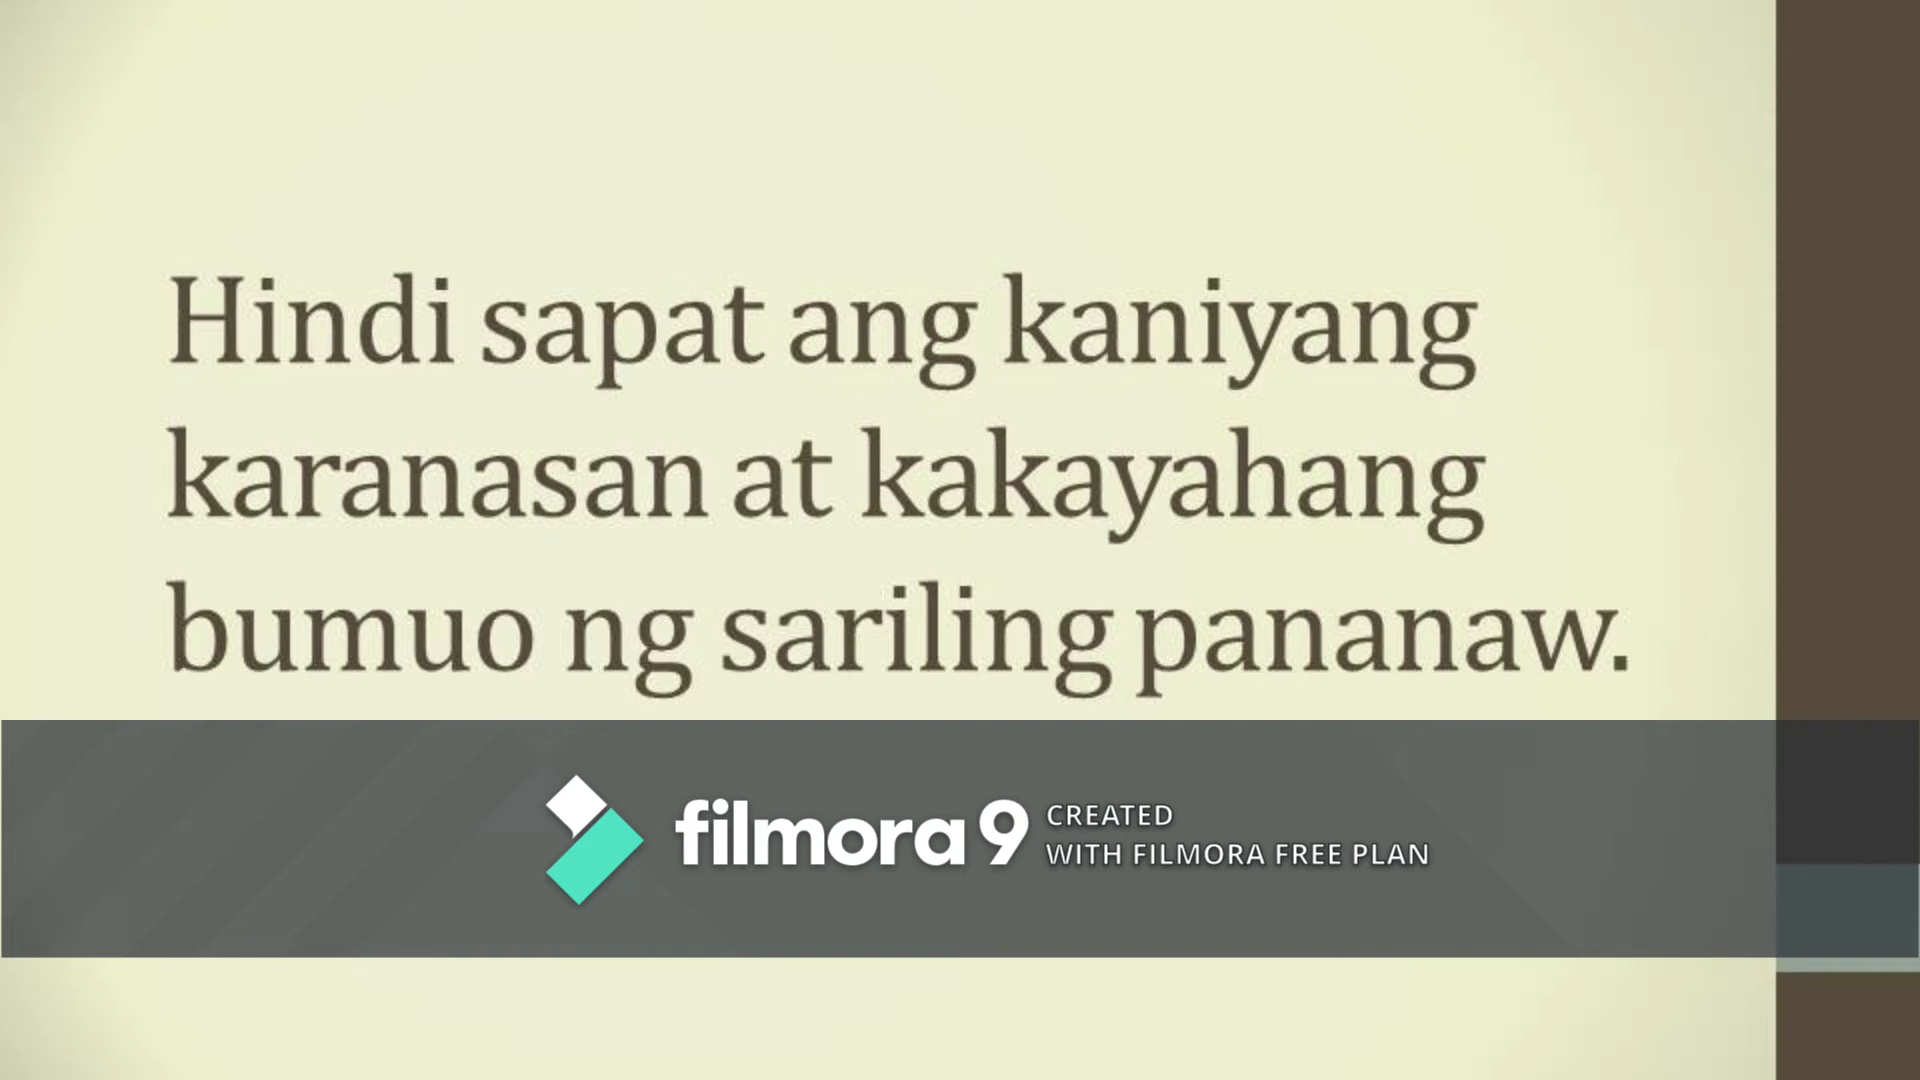 Hindi sapat ang kaniyang
karanasan at kakayahang
bumuo ng sariling pananaw.
filmora 9 CREATED
WITH FILMORA FREE PLAN